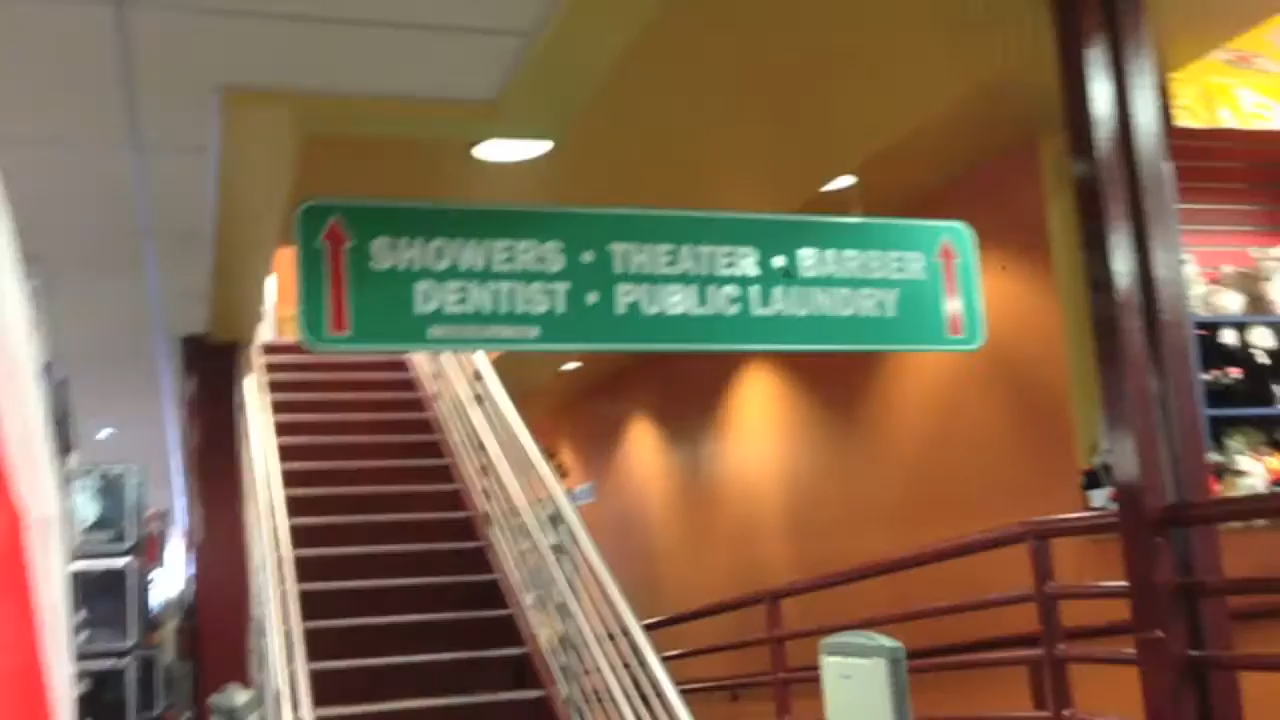 SHOWERS • THEATER • BARBER
DENTIST • PUBLIC LAUNDRY